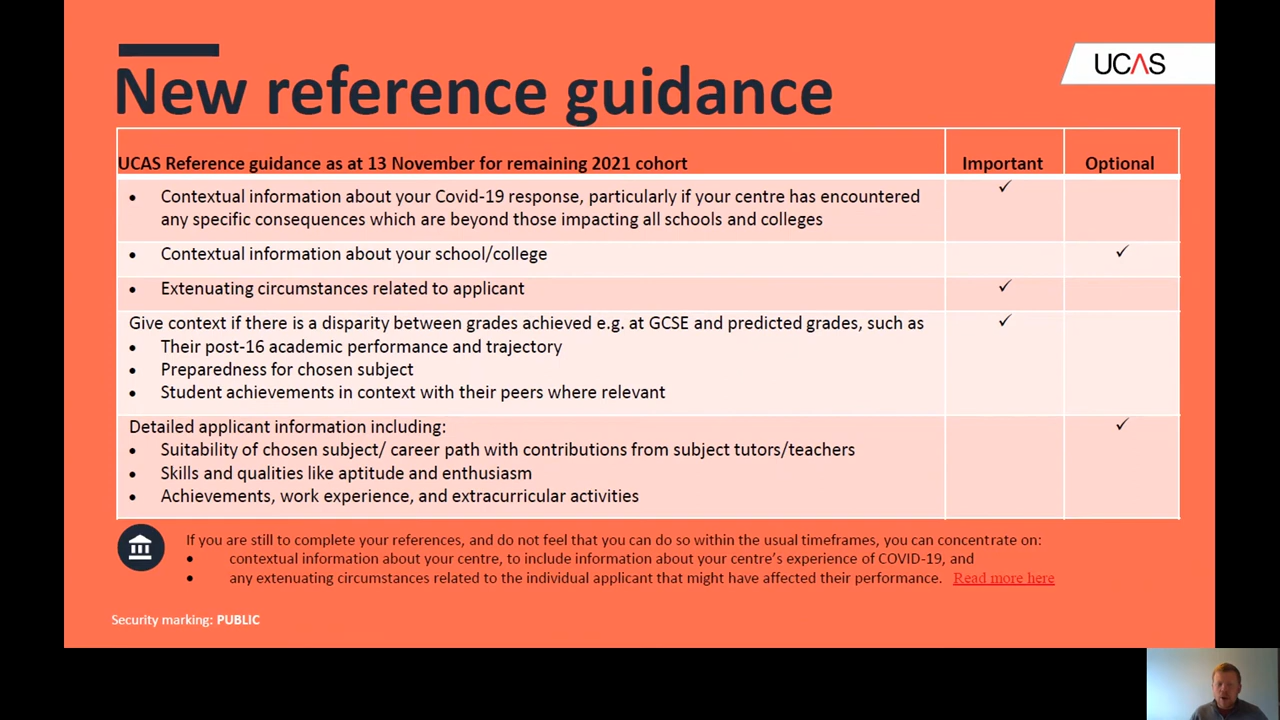 New reference guidance
UCAS
UCAS Reference guidance as at 13 November for remaining 2021 cohort
Important
Optional
• Contextual information about your Covid-19 response, particularly if your centre has encountered
any specific consequences which are beyond those impacting all schools and colleges
✓
• Contextual information about your school/college
✓
• Extenuating circumstances related to applicant
✓
Give context if there is a disparity between grades achieved e.g. at GCSE and predicted grades, such as
✓
• Their post-16 academic performance and trajectory
• Preparedness for chosen subject
• Student achievements in context with their peers where relevant
Detailed applicant information including:
✓
• Suitability of chosen subject/ career path with contributions from subject tutors/teachers
• Skills and qualities like aptitude and enthusiasm
• Achievements, work experience, and extracurricular activities
If you are still to complete your references, and do not feel that you can do so within the usual timeframes, you can concentrate on:
• contextual information about your centre, to include information about your centre's experience of COVID-19, and
• any extenuating circumstances related to the individual applicant that might have affected their performance. Read more here
Security marking: PUBLIC